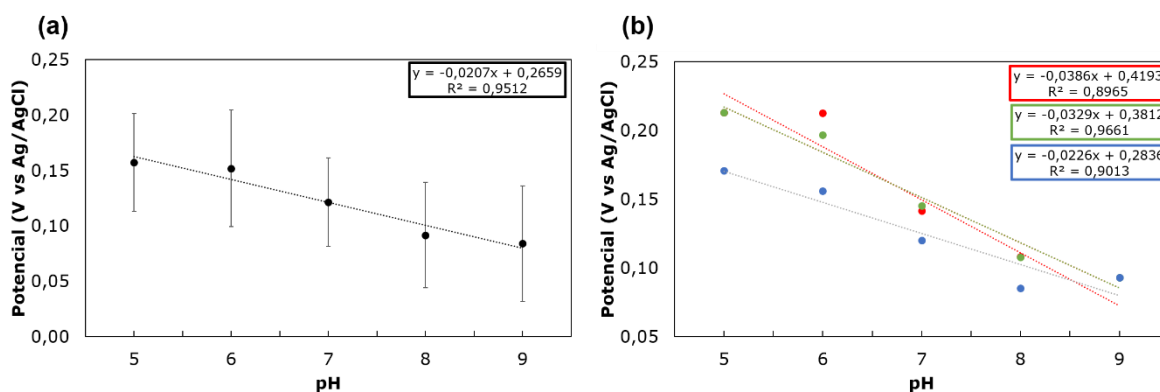 (a)
0,25
0,20
0,15
0,10
0,05
0,00
Potencial (V vs Ag/AgCl)
y = -0,0207x + 0,2659
R² = 0,9512
5 6 7 8 9
pH
(b)
0,25
0,20
0,15
0,10
0,05
Potencial (V vs Ag/AgCl)
y = -0,0386x + 0,4193
R² = 0,8965
y = -0,0329x + 0,3812
R² = 0,9661
y = -0,0226x + 0,2836
R² = 0,9013
5 6 7 8 9
pH